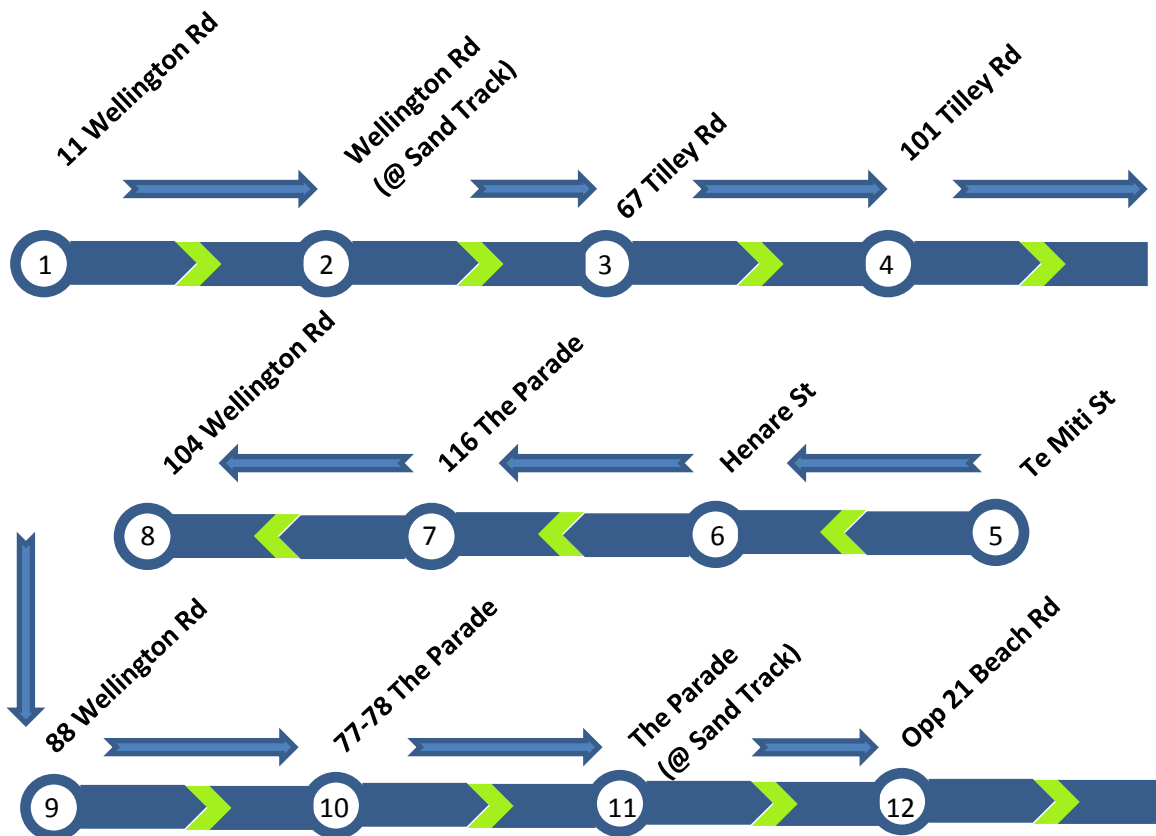 11 Wellington Rd
Wellington Rd
(@ Sand Track)
67 Tilley Rd
101 Tilley Rd
1
2
3
4
104 Wellington Rd
116 The Parade
Henare St
Te Miti St
8
7
6
5
88 Wellington Rd
77-78 The Parade
The Parade
(@ Sand Track)
Opp 21 Beach Rd
9
10
11
12